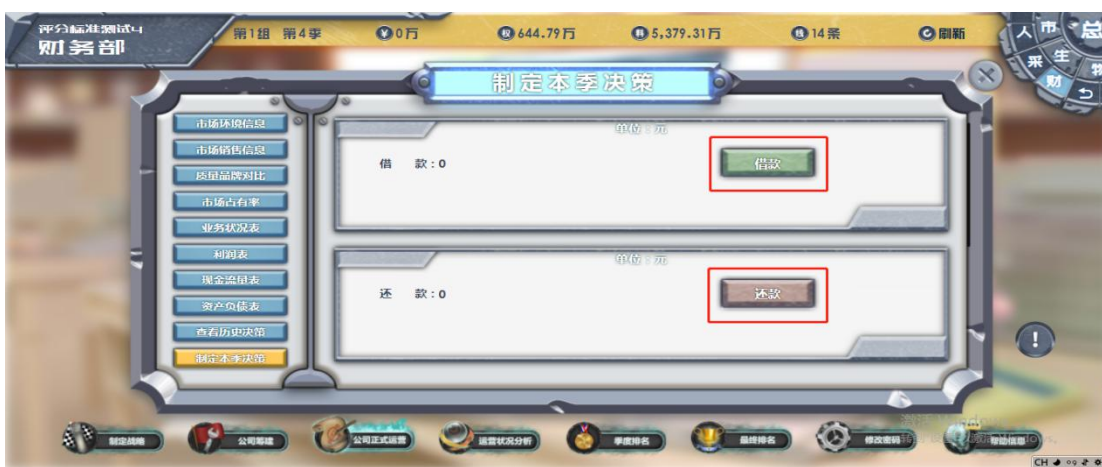 评分标准测试4
财务部
第1组 第4季
¥ 0万
权 644.79万
料 5,379.31万
线 14条
刷新
人 市 总
采 生 物
财
制定本季决策
市场环境信息
市场销售信息
质量品牌对比
市场占有率
业务状况表
利润表
现金流量表
资产负债表
查看历史决策
制定本季决策
单位:元
借 款:0
借款
单位:元
还 款:0
还款
制定战略
公司筹建
公司正式运营
运营状况分析
季度排名
最终排名
修改密码
帮助信息
CH